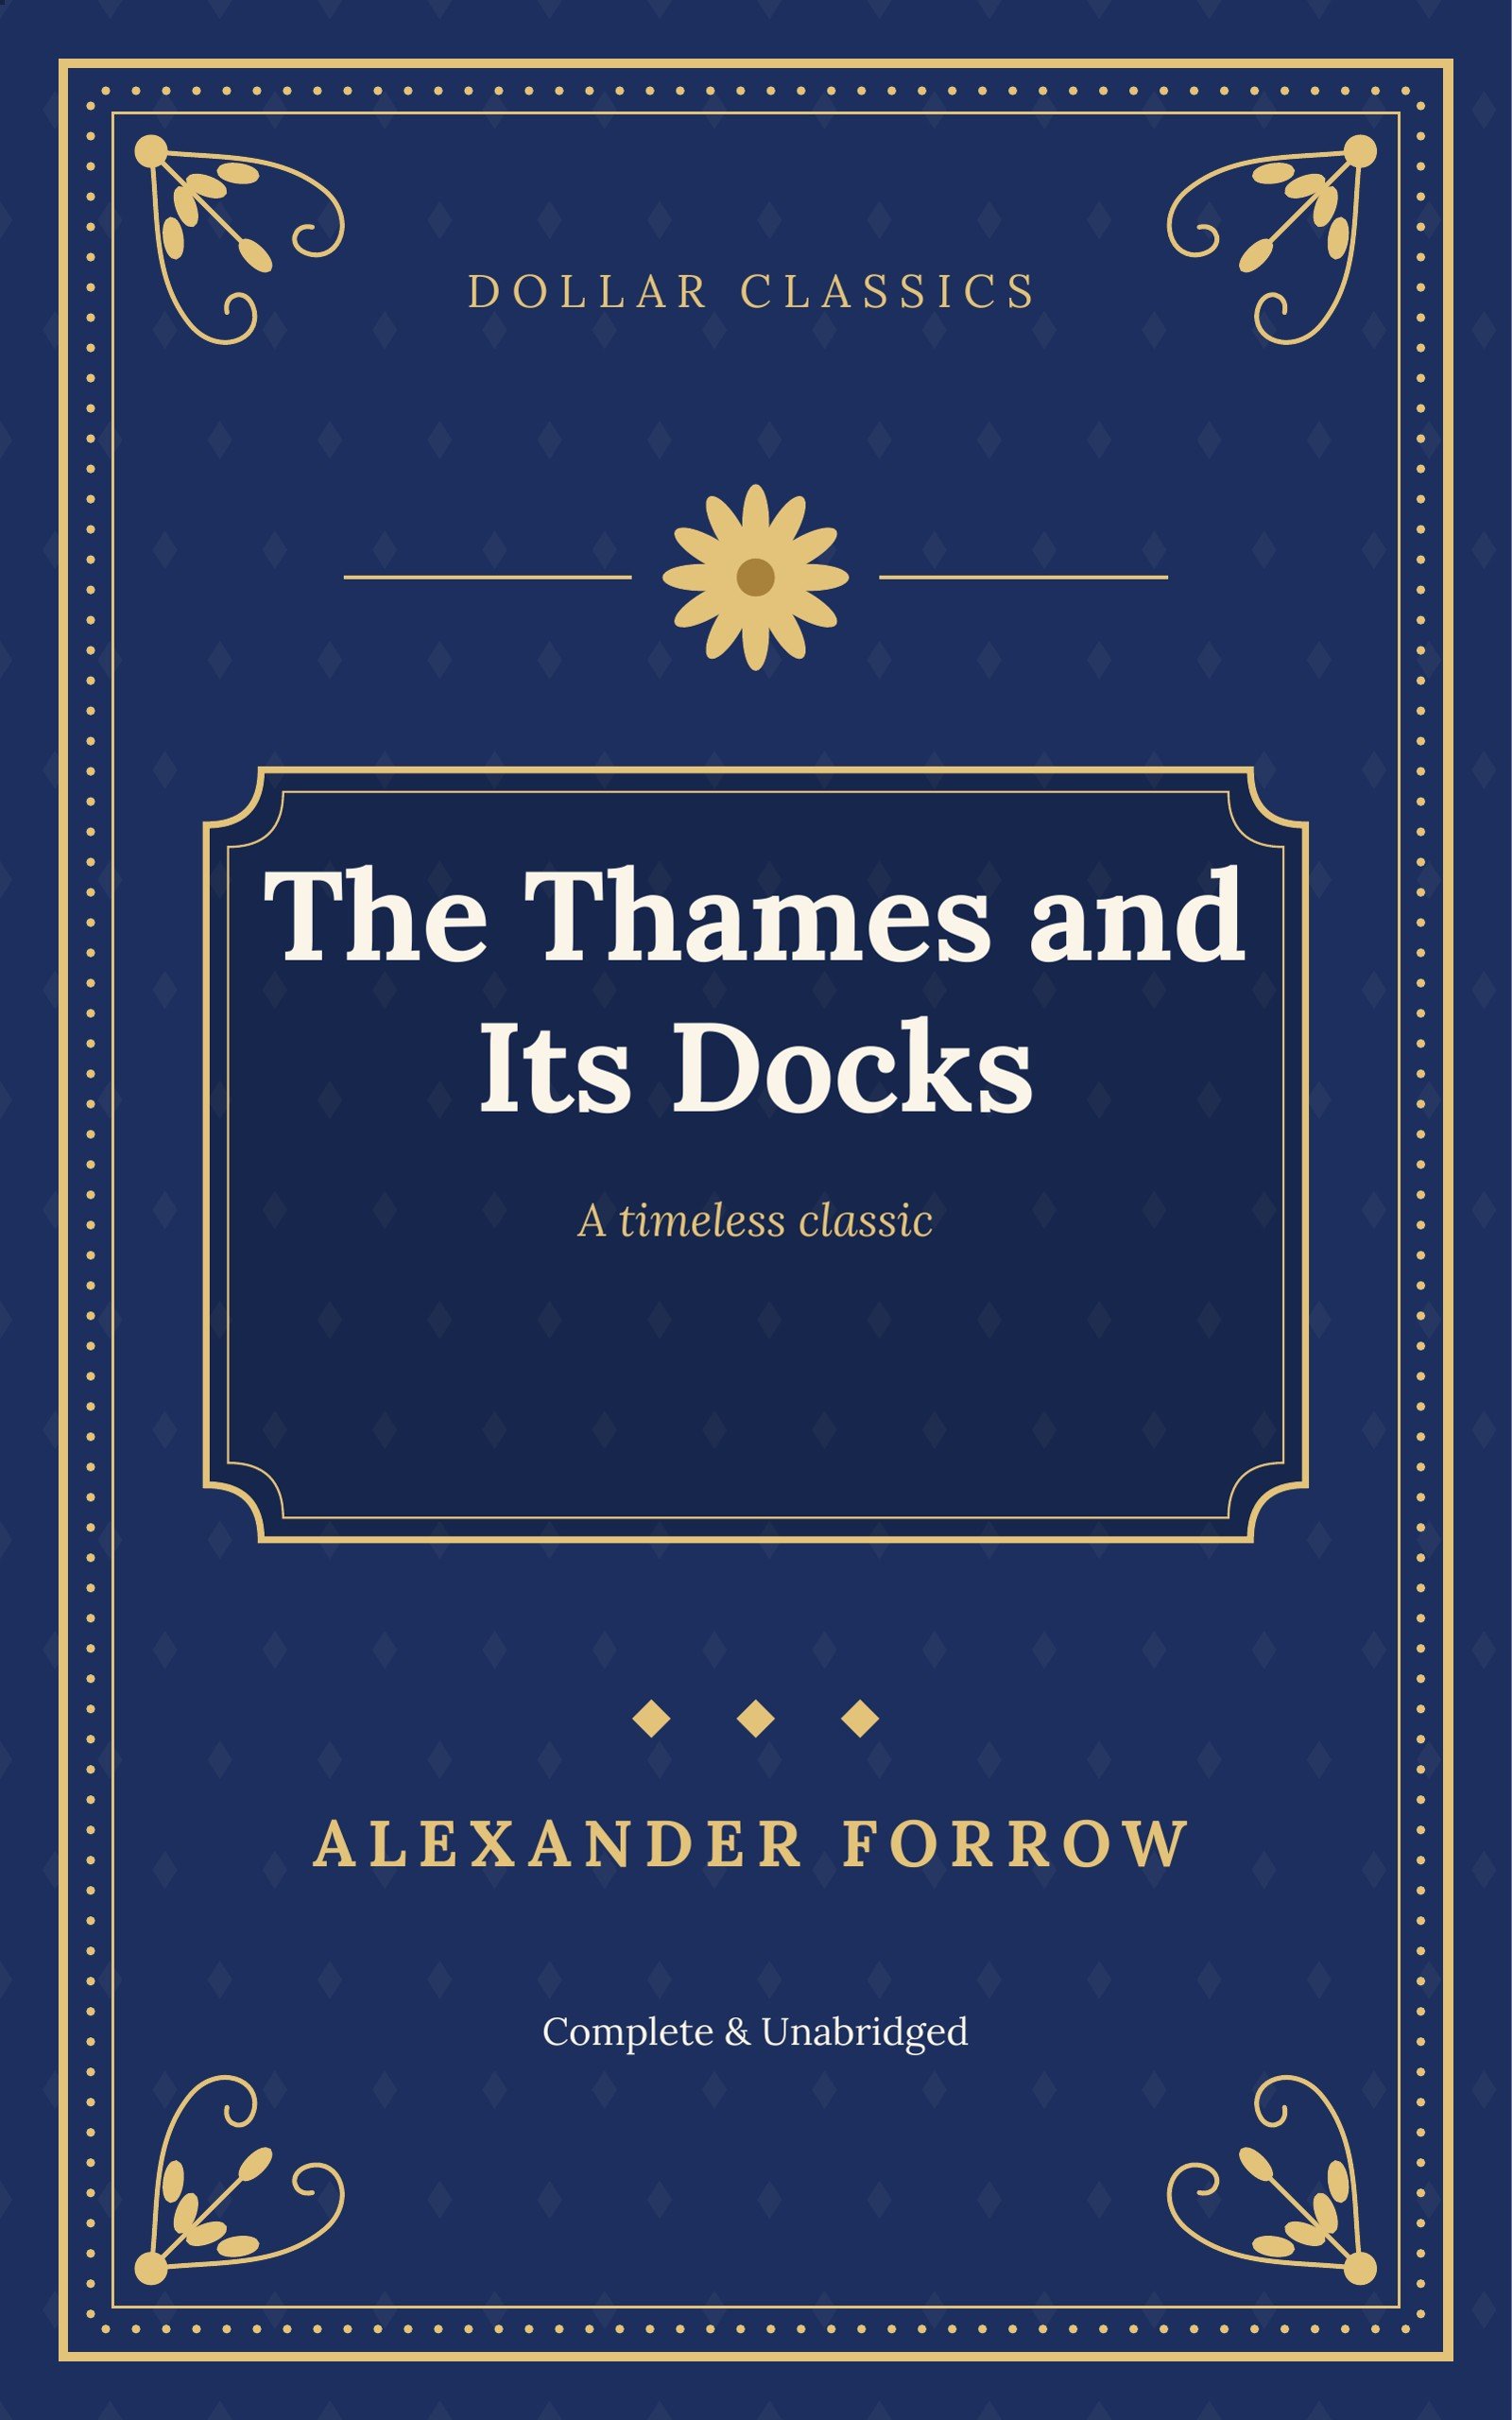 DOLLAR CLASSICS
The Thames and
Its Docks
A timeless classic
ALEXANDER FORROW
Complete & Unabridged